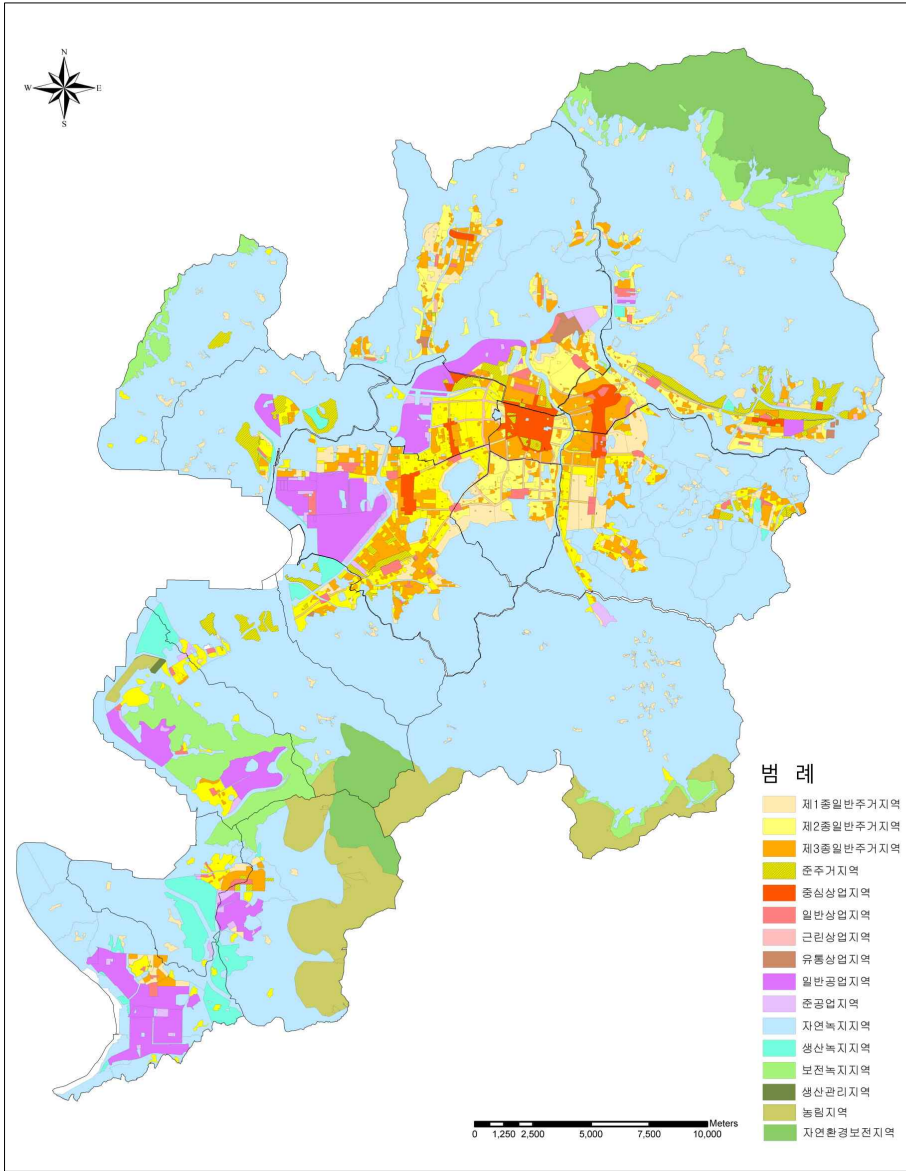 N
W E
S
범 례
제1종일반주거지역
제2종일반주거지역
제3종일반주거지역
준주거지역
중심상업지역
일반상업지역
근린상업지역
유통상업지역
일반공업지역
준공업지역
자연녹지지역
생산녹지지역
보전녹지지역
생산관리지역
농림지역
자연환경보전지역
Meters
0 1,250 2,500 5,000 7,500 10,000